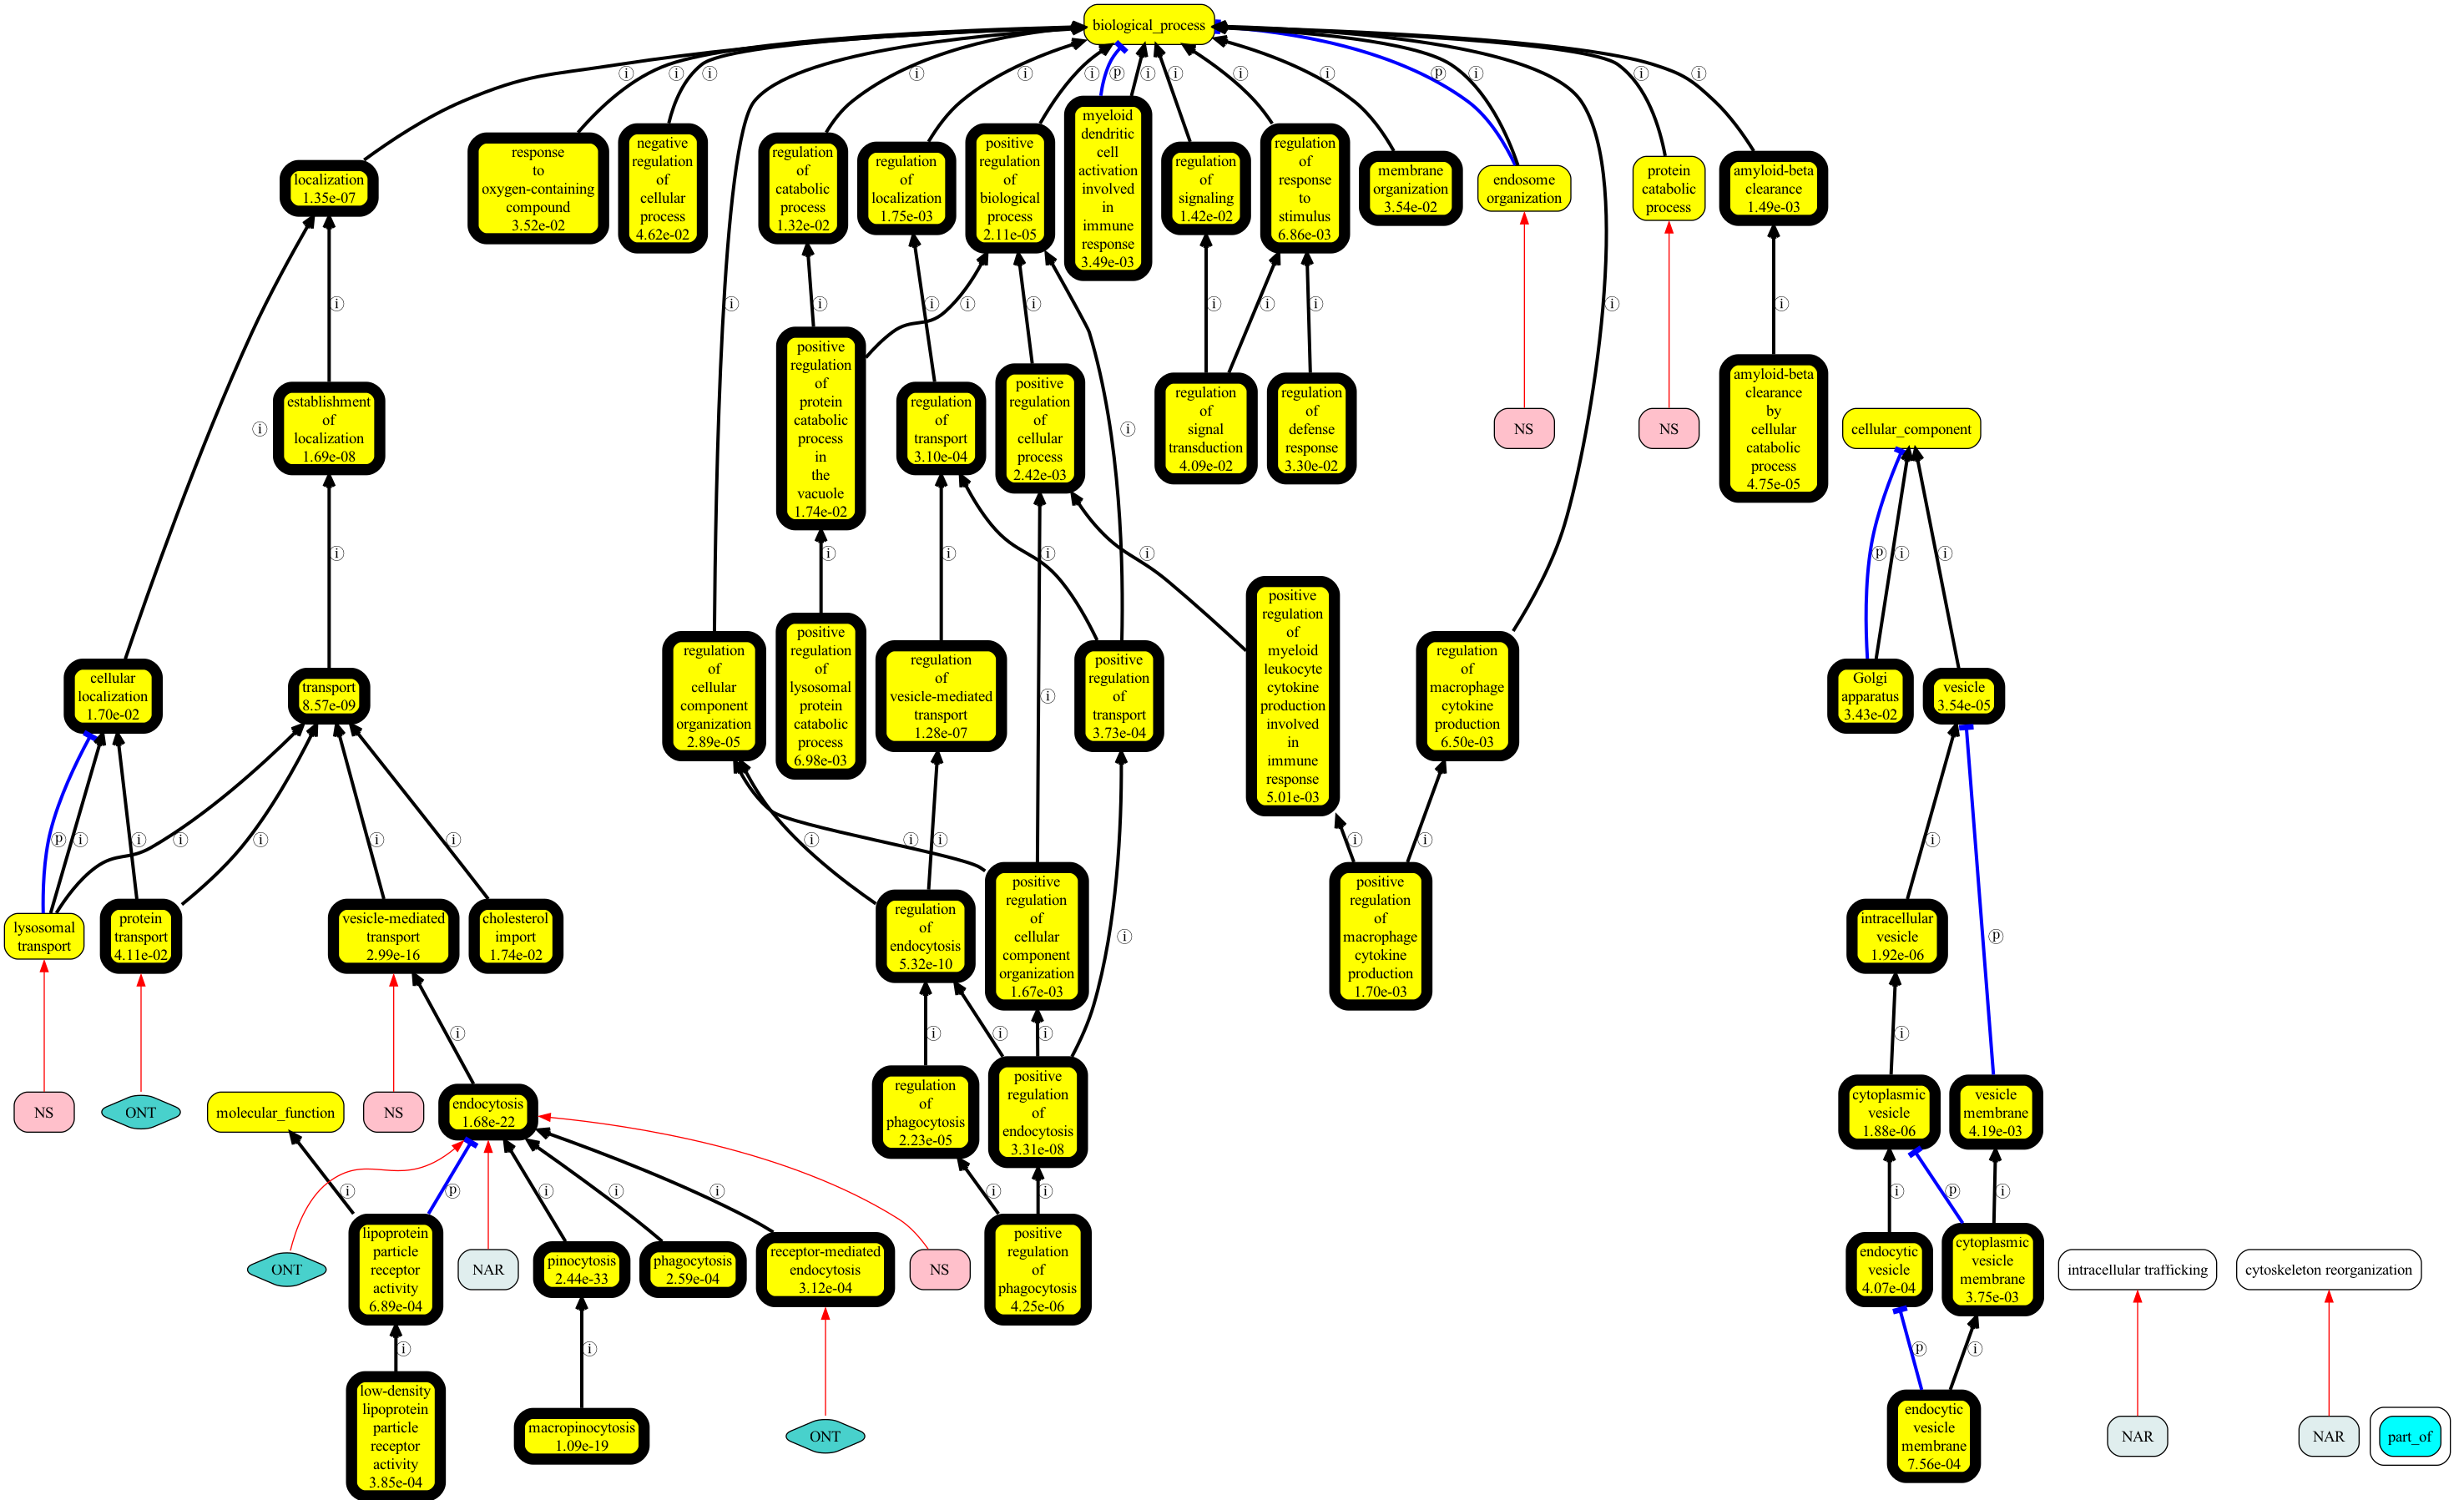 biological_process
localization
1.35e-07
response
to
oxygen-containing
compound
3.52e-02
negative
regulation
of
cellular
process
4.62e-02
regulation
of
catabolic
process
1.32e-02
regulation
of
localization
1.75e-03
positive
regulation
of
biological
process
2.11e-05
myeloid
dendritic
cell
activation
involved
in
immune
response
3.49e-03
regulation
of
signaling
1.42e-02
regulation
of
response
to
stimulus
6.86e-03
membrane
organization
3.54e-02
endosome
organization
protein
catabolic
process
amyloid-beta
clearance
1.49e-03
establishment
of
localization
1.69e-08
positive
regulation
of
protein
catabolic
process
in
the
vacuole
1.74e-02
regulation
of
transport
3.10e-04
positive
regulation
of
cellular
process
2.42e-03
regulation
of
signal
transduction
4.09e-02
regulation
of
defense
response
3.30e-02
NS
NS
amyloid-beta
clearance
by
cellular
catabolic
process
4.75e-05
cellular_component
cellular
localization
1.70e-02
transport
8.57e-09
regulation
of
cellular
component
organization
2.89e-05
positive
regulation
of
lysosomal
protein
catabolic
process
6.98e-03
regulation
of
vesicle-mediated
transport
1.28e-07
positive
regulation
of
transport
3.73e-04
positive
regulation
of
myeloid
leukocyte
cytokine
production
involved
in
immune
response
5.01e-03
regulation
of
macrophage
cytokine
production
6.50e-03
Golgi
apparatus
3.43e-02
vesicle
3.54e-05
lysosomal
transport
protein
transport
4.11e-02
vesicle-mediated
transport
2.99e-16
cholesterol
import
1.74e-02
regulation
of
endocytosis
5.32e-10
positive
regulation
of
cellular
component
organization
1.67e-03
positive
regulation
of
macrophage
cytokine
production
1.70e-03
intracellular
vesicle
1.92e-06
NS
ONT
molecular_function
NS
endocytosis
1.68e-22
regulation
of
phagocytosis
2.23e-05
positive
regulation
of
endocytosis
3.31e-08
cytoplasmic
vesicle
1.88e-06
vesicle
membrane
4.19e-03
ONT
lipoprotein
particle
receptor
activity
6.89e-04
NAR
pinocytosis
2.44e-33
phagocytosis
2.59e-04
receptor-mediated
endocytosis
3.12e-04
NS
positive
regulation
of
phagocytosis
4.25e-06
endocytic
vesicle
4.07e-04
cytoplasmic
vesicle
membrane
3.75e-03
intracellular trafficking
cytoskeleton reorganization
low-density
lipoprotein
particle
receptor
activity
3.85e-04
macropinocytosis
1.09e-19
ONT
endocytic
vesicle
membrane
7.56e-04
NAR
NAR
part_of